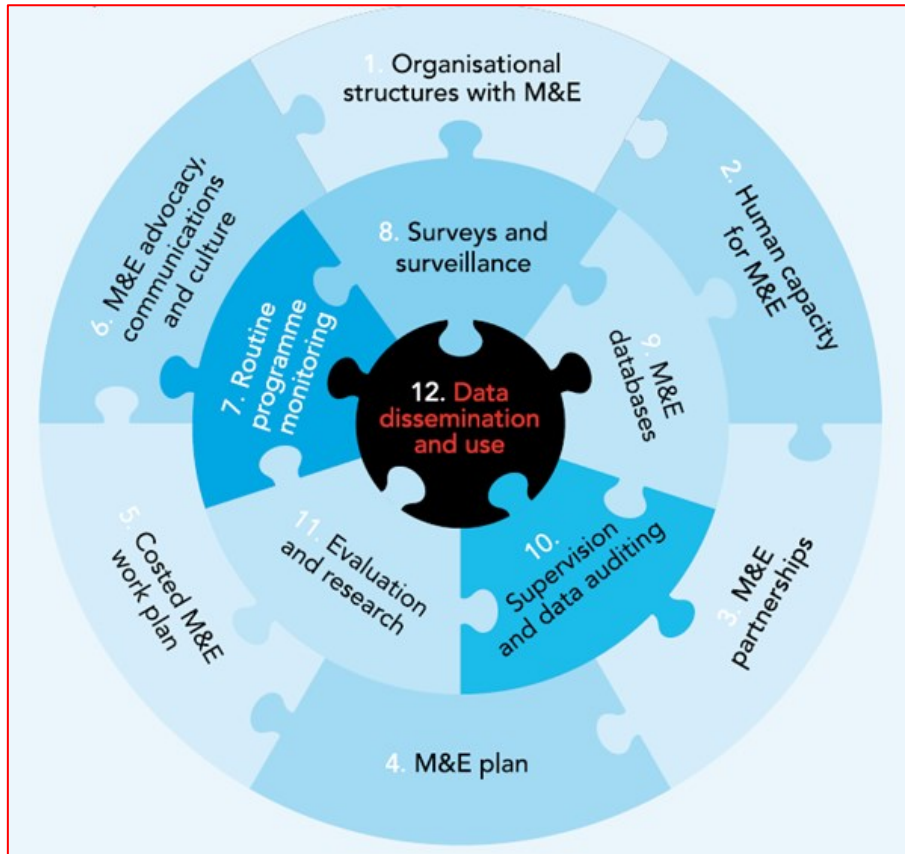 1. Organisational
structures with M&E
2. Human capacity
for M&E
3. M&E
partnerships
4. M&E plan
5. Costed M&E
work plan
6. M&E advocacy,
communications
and culture
7. Routine
programme
monitoring
8. Surveys and
surveillance
9. M&E
databases
10.
Supervision
and data auditing
11. Evaluation
and research
12. Data
dissemination
and use